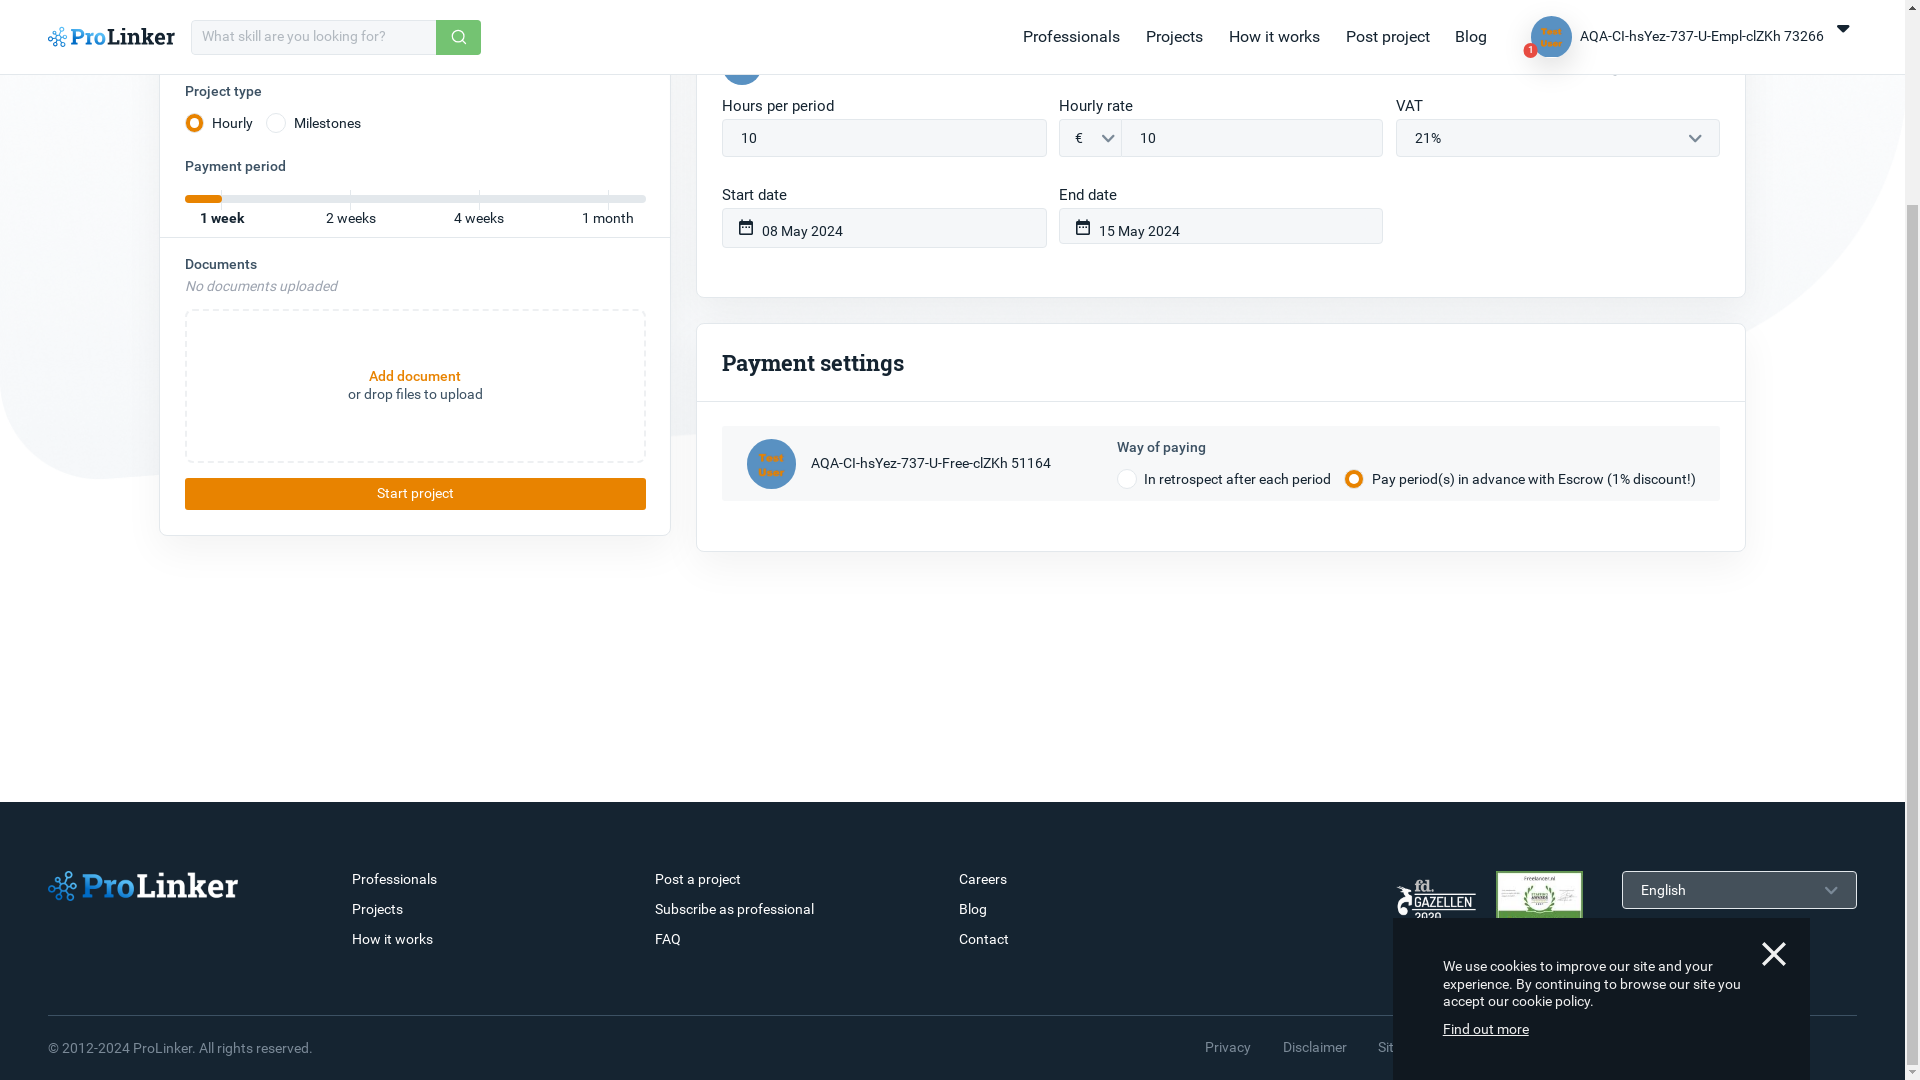 ProLinker
What skill are you looking for?
Professionals
Projects
How it works
Post project
Blog
Test
User
1
AQA-CI-hsYez-737-U-Empl-clZKh 73266
Project type
Hourly
Milestones
Payment period
1 week
2 weeks
4 weeks
1 month
Documents
No documents uploaded
Add document
or drop files to upload
Start project
Hours per period
10
Hourly rate
€
10
VAT
21%
Start date
08 May 2024
End date
15 May 2024
Payment settings
Test
User
AQA-CI-hsYez-737-U-Free-clZKh 51164
Way of paying
In retrospect after each period
Pay period(s) in advance with Escrow (1% discount!)
ProLinker
Professionals
Projects
How it works
Post a project
Subscribe as professional
FAQ
Careers
Blog
Contact
fd.
GAZELLEN
2020
Freelancer.nl
English
We use cookies to improve our site and your
experience. By continuing to browse our site you
accept our cookie policy.
Find out more
© 2012-2024 ProLinker. All rights reserved.
Privacy
Disclaimer
Sit